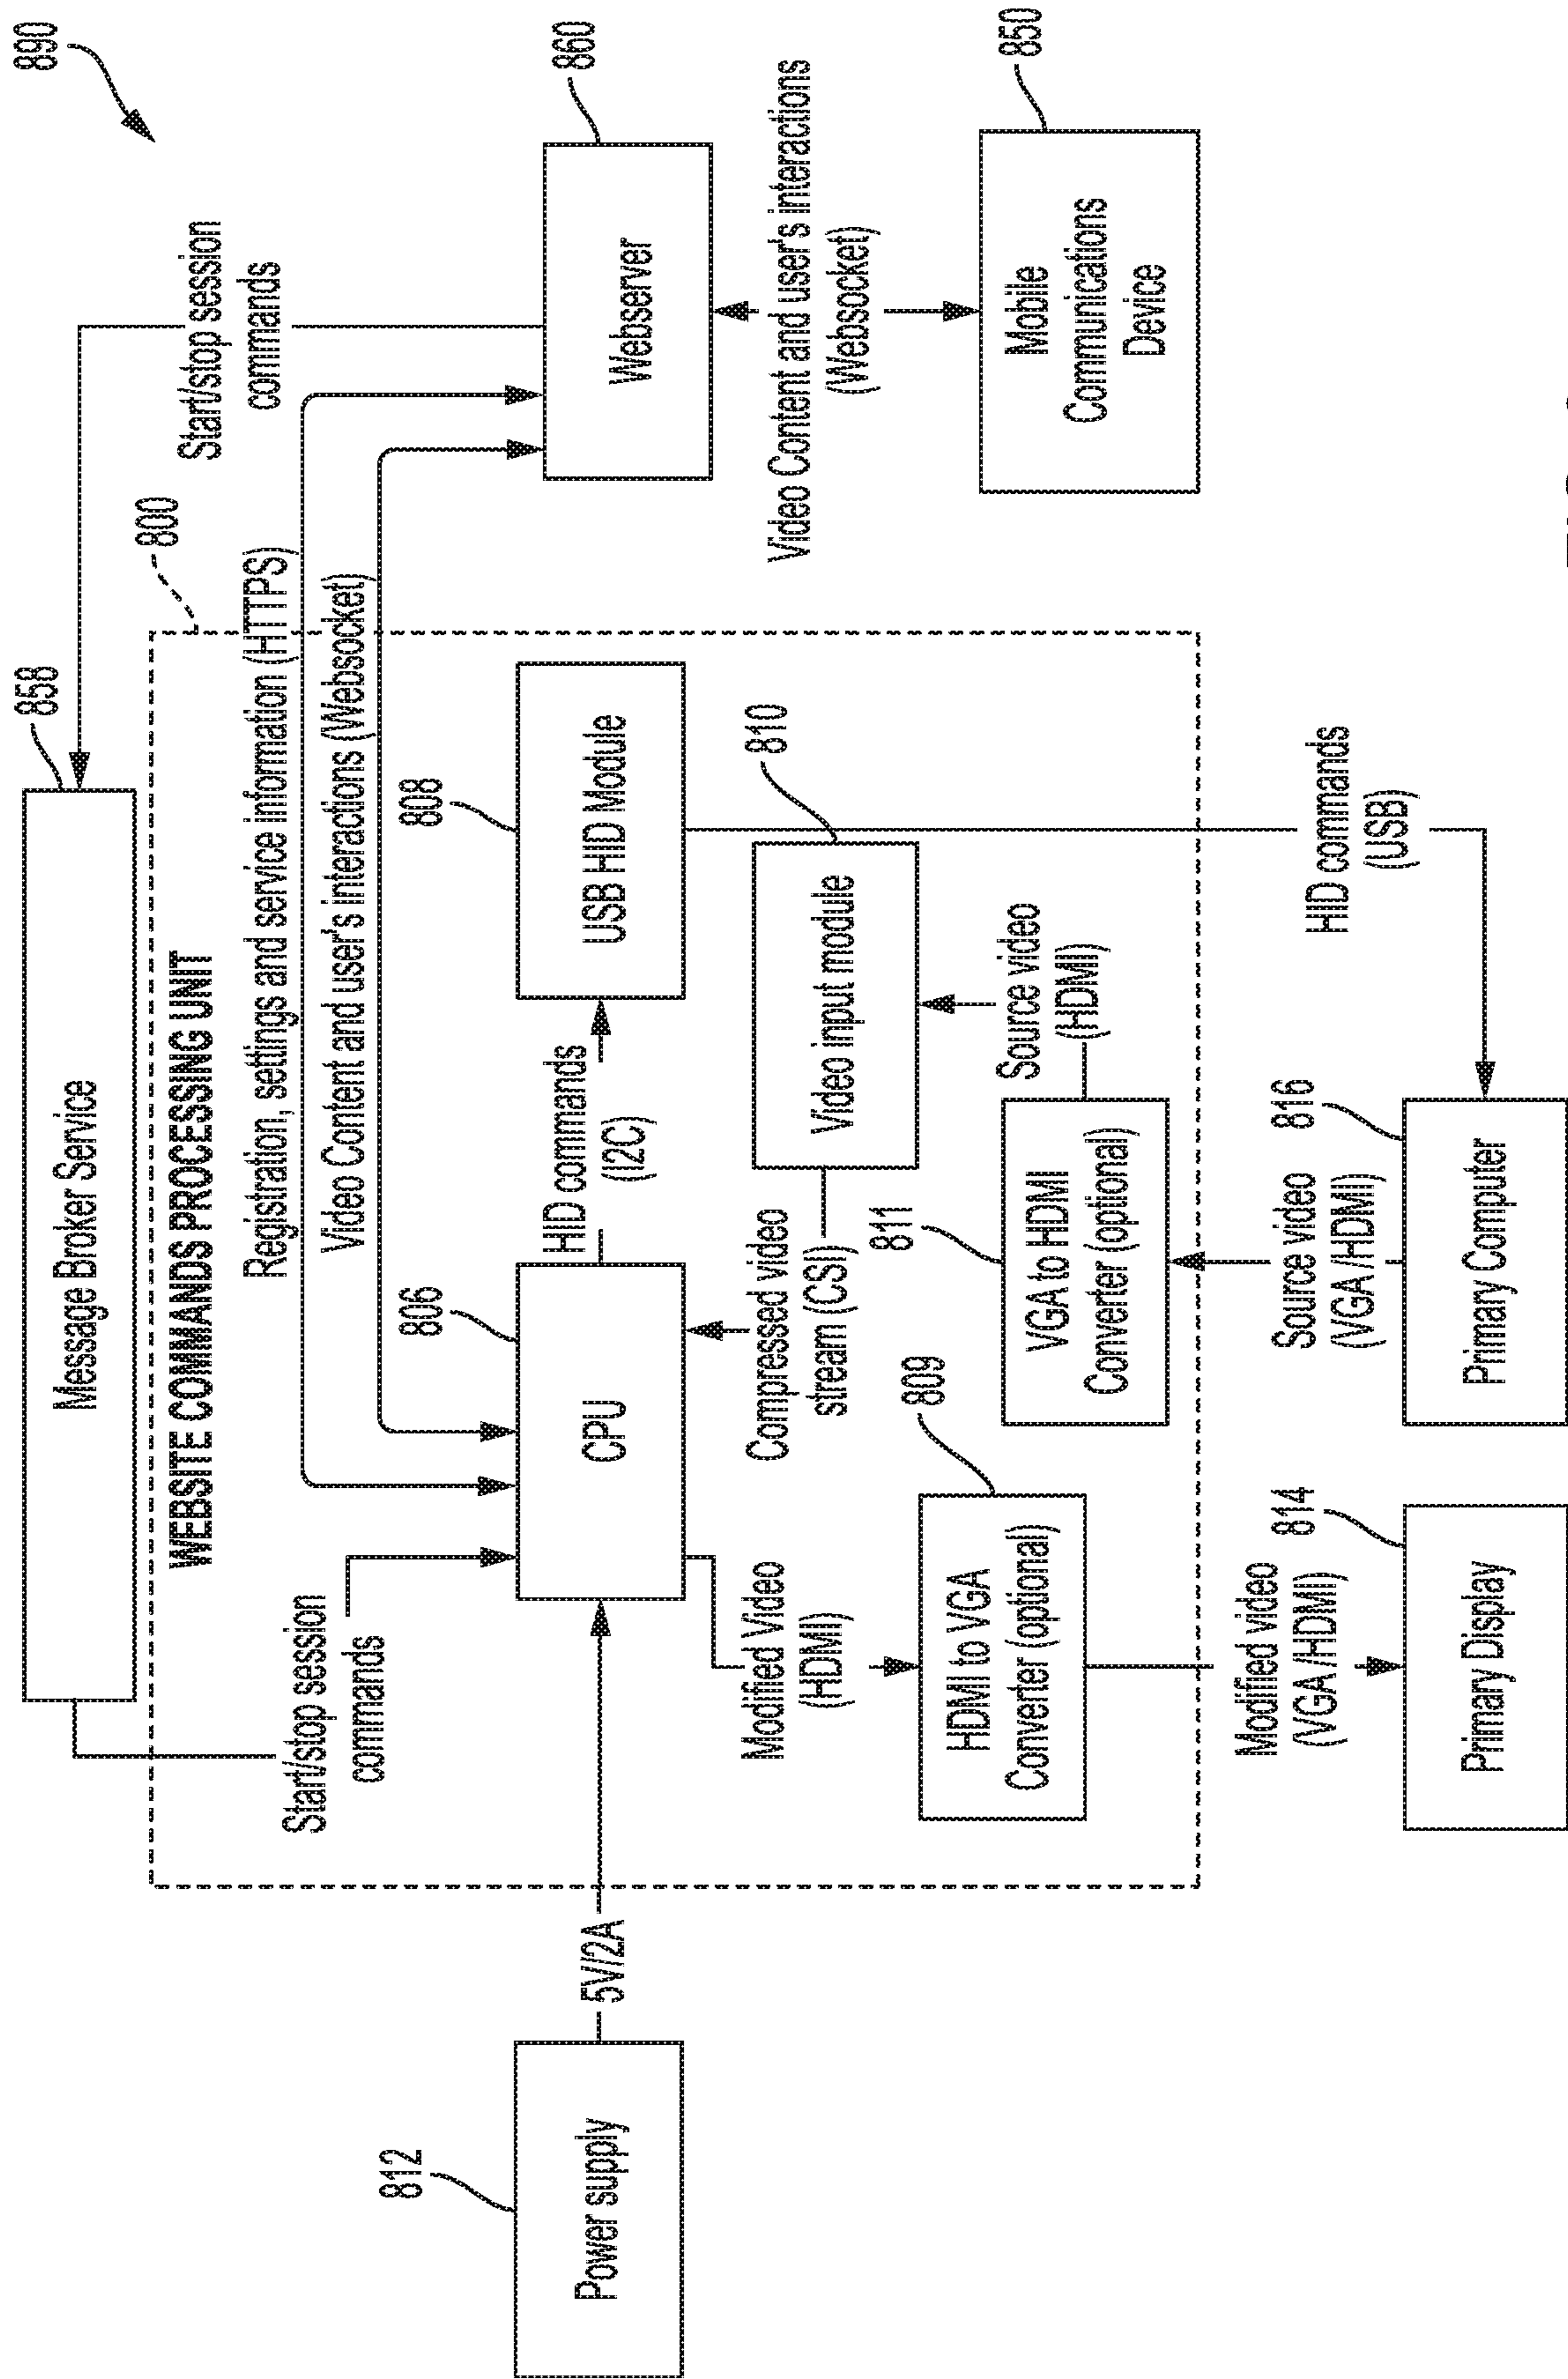 890
858
Message Broker Service
800
WEBSITE COMMANDS PROCESSING UNIT
Start/stop session
commands
Start/stop session
commands
Registration, settings and service information (HTTPS)
Video Content and user's interactions (Websocket)
812
Power supply
5V/2A
806
CPU
HID commands
(I2C)
808
USB HID Module
860
Webserver
Modified Video
(HDMI)
Compressed video
stream (CSI)
810
Video input module
Video Content and user's interactions
(Websocket)
809
HDMI to VGA
Converter (optional)
811
VGA to HDMI
Converter (optional)
Source video
(HDMI)
850
Mobile
Communications
Device
Modified video
(VGA /HDMI)
814
Primary Display
Source video
(VGA /HDMI)
816
Primary Computer
HID commands
(USB)